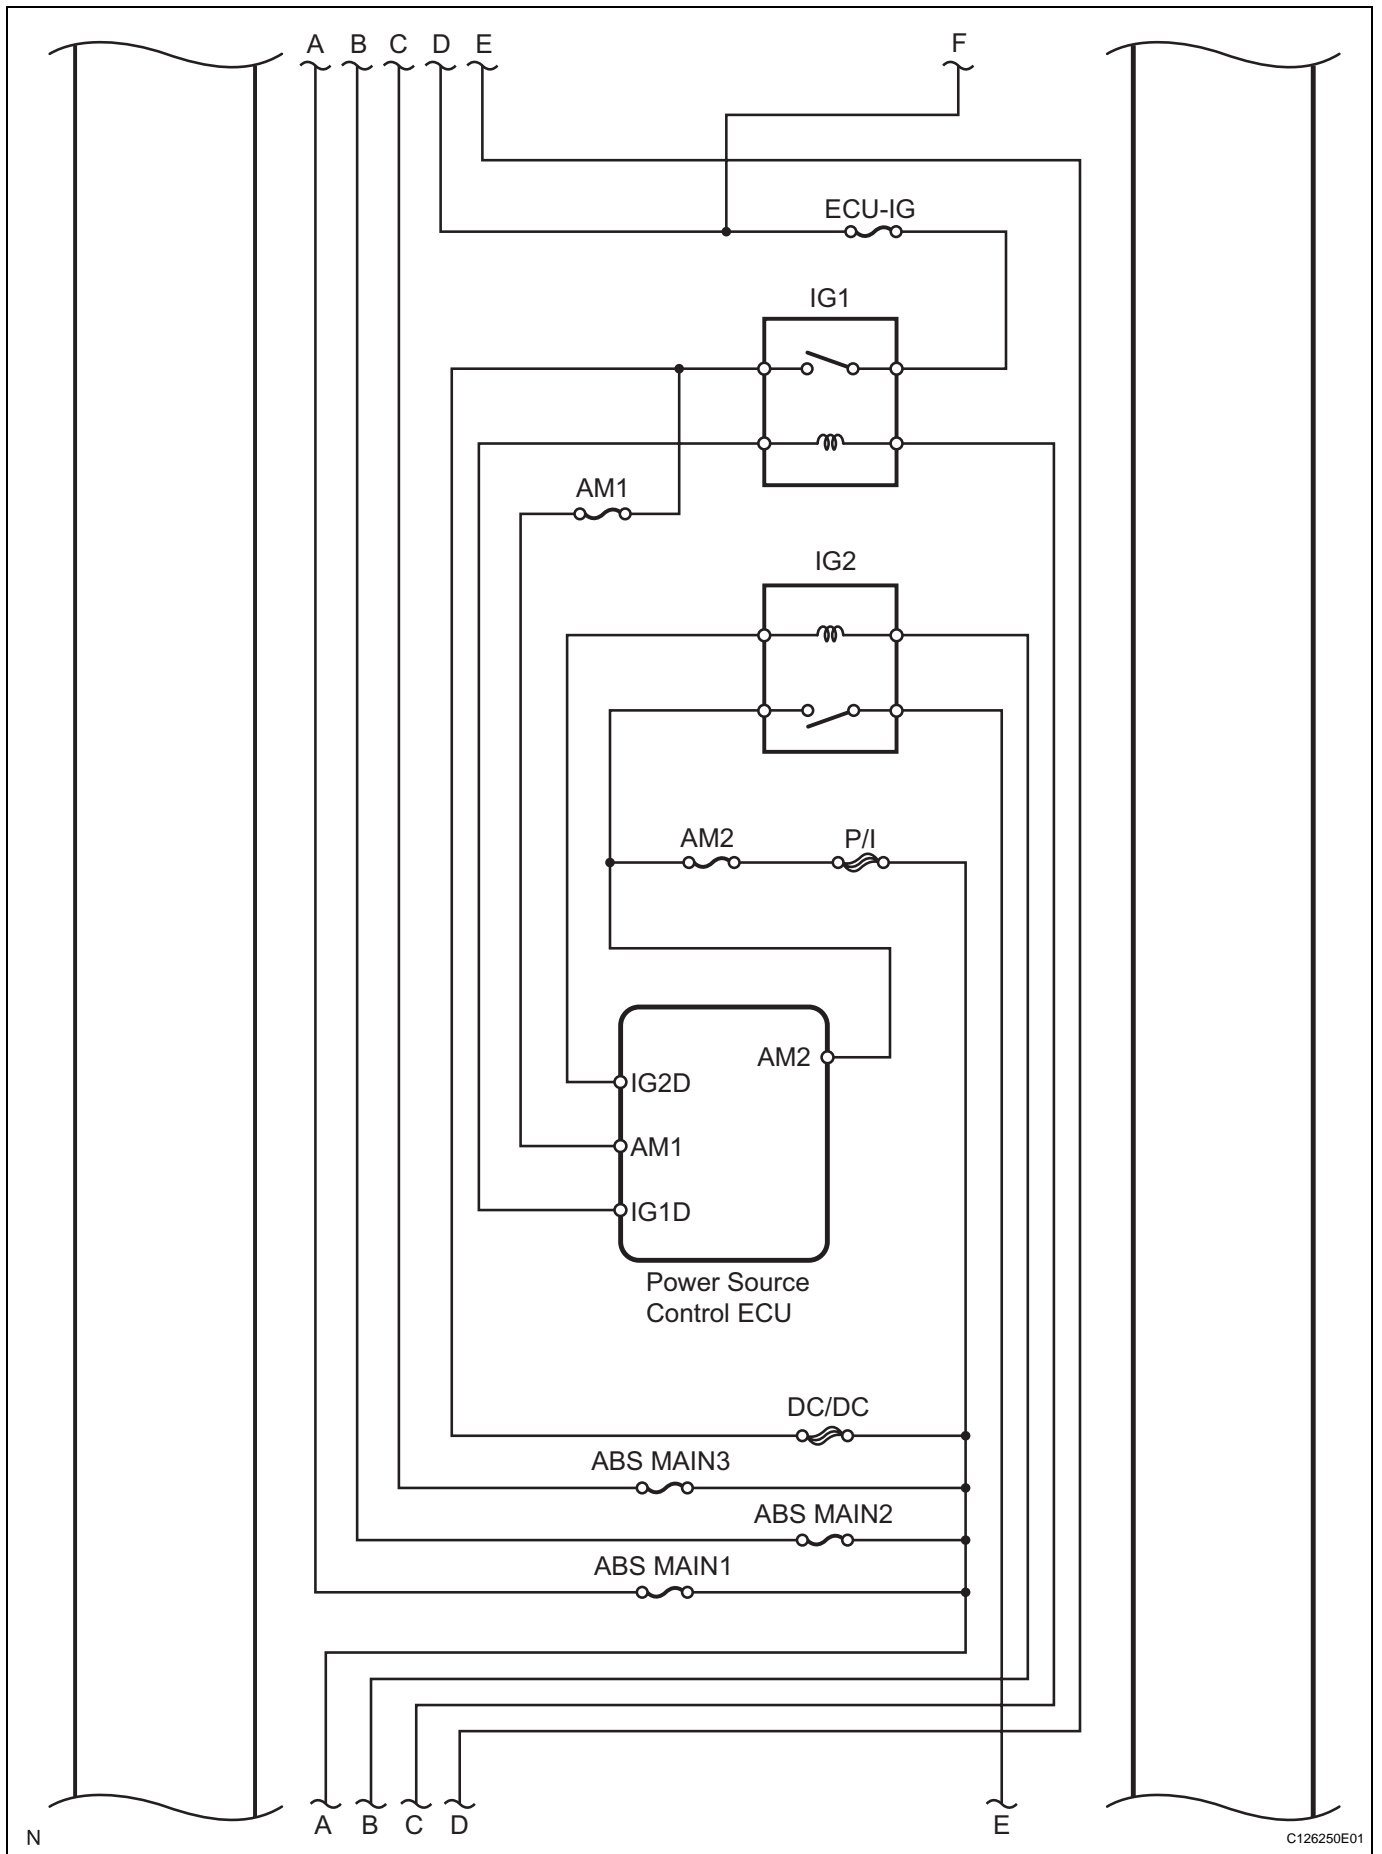 A B C D E F
ECU-IG
IG1
AM1
IG2
AM2 P/I
AM2
IG2D
AM1
IG1D
Power Source
Control ECU
DC/DC
ABS MAIN3
ABS MAIN2
ABS MAIN1
A B C D E
N C126250E01